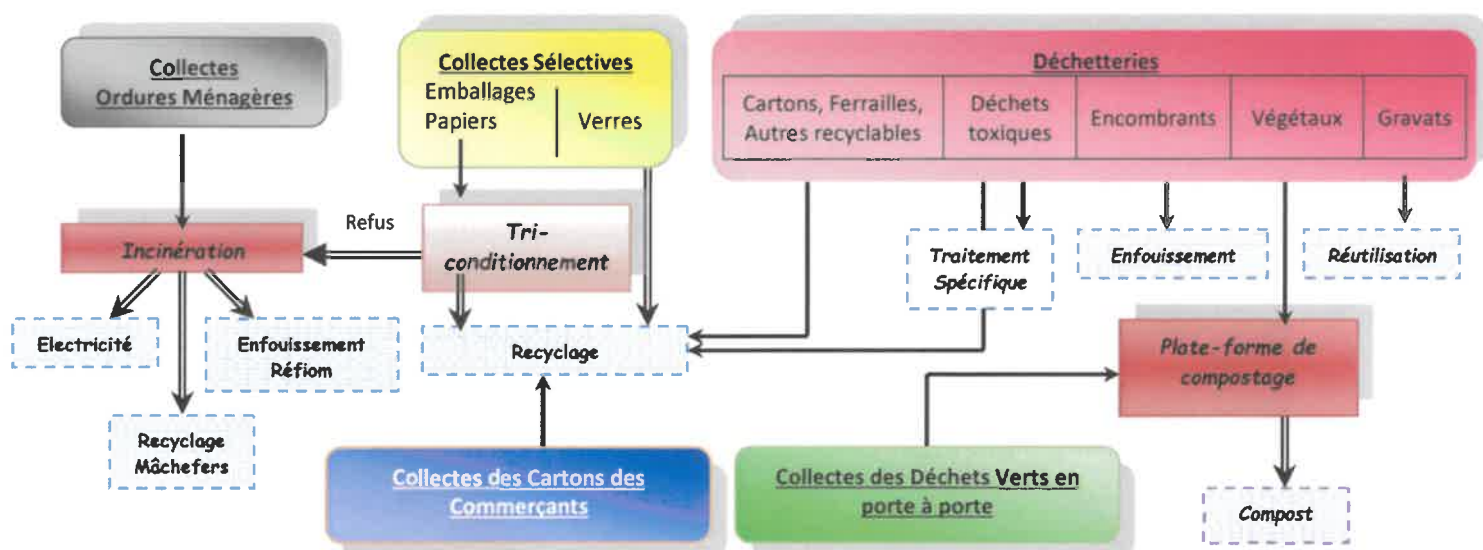 Collectes
Ordures Ménagères
Collectes Sélectives
Emballages
Papiers
Verres
Déchetteries
Cartons, Ferrailles,
Autres recyclables
Déchets
toxiques
Encombrants
Végétaux
Gravats
Incinération
Refus
Tri-
conditionnement
Traitement
Spécifique
Enfouissement
Réutilisation
Electricité
Enfouissement
Réfiom
Recyclage
Plate-forme de
compostage
Recyclage
Mâchefers
Collectes des Cartons des
Commerçants
Collectes des Déchets Verts en
porte à porte
Compost